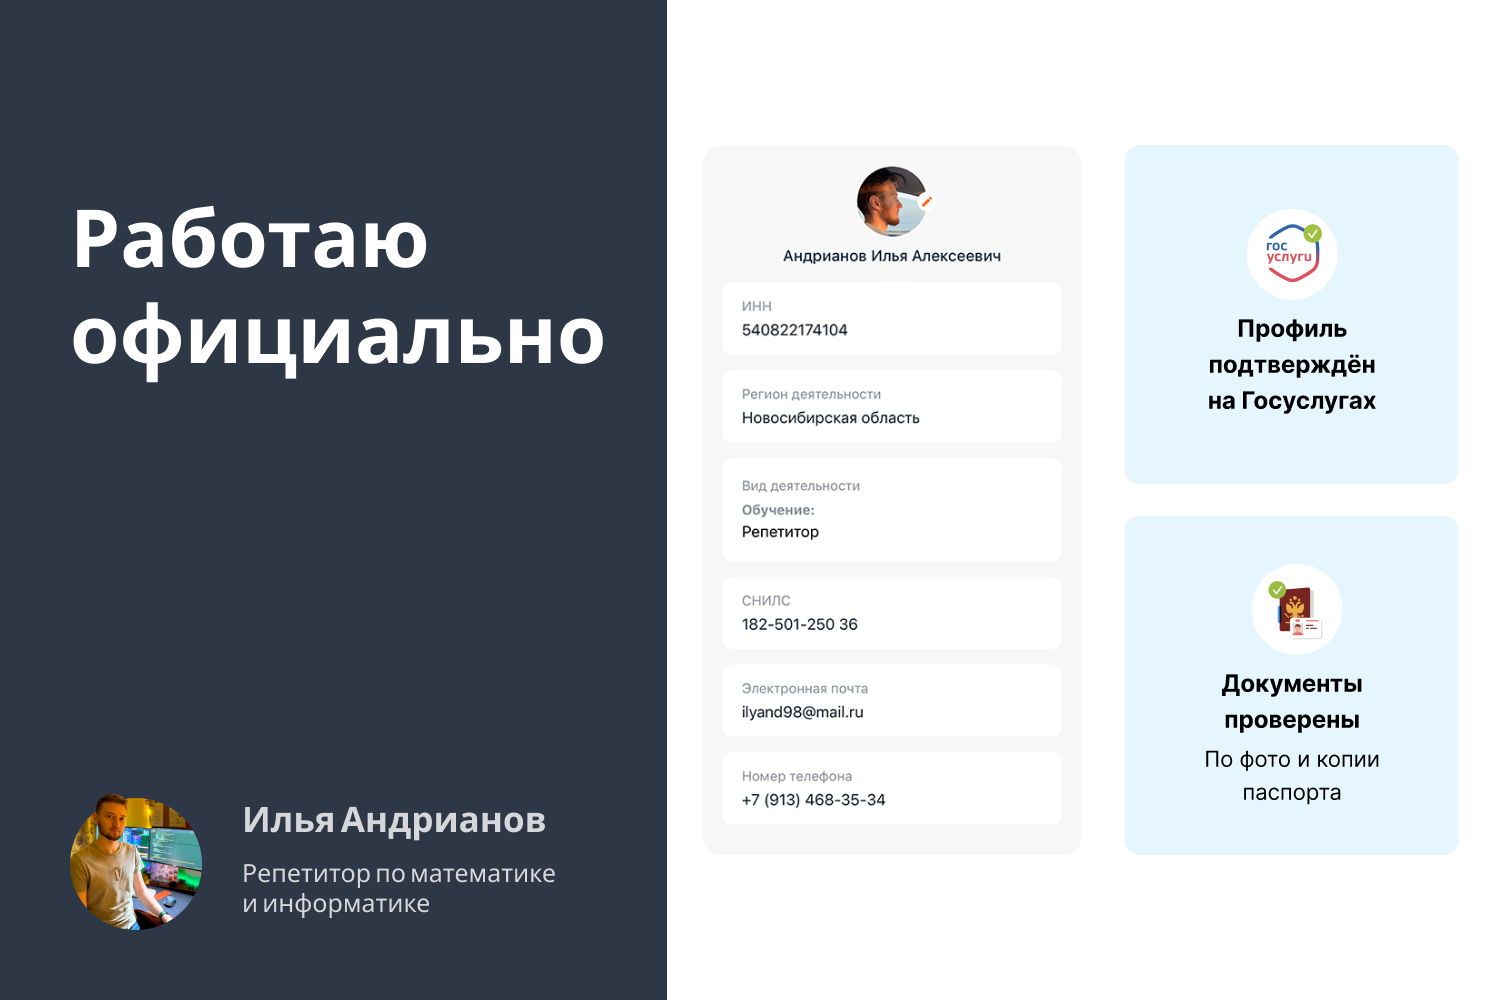 Работаю
официально
Илья Андрианов
Репетитор по математике
и информатике
Андрианов Илья Алексеевич
ИНН
540822174104
Регион деятельности
Новосибирская область
Вид деятельности
Обучение:
Репетитор
СНИЛС
182-501-250 36
Электронная почта
ilyand98@mail.ru
Номер телефона
+7 (913) 468-35-34
гос
услуги
Профиль
подтверждён
на Госуслугах
Документы
проверены
По фото и копии
паспорта